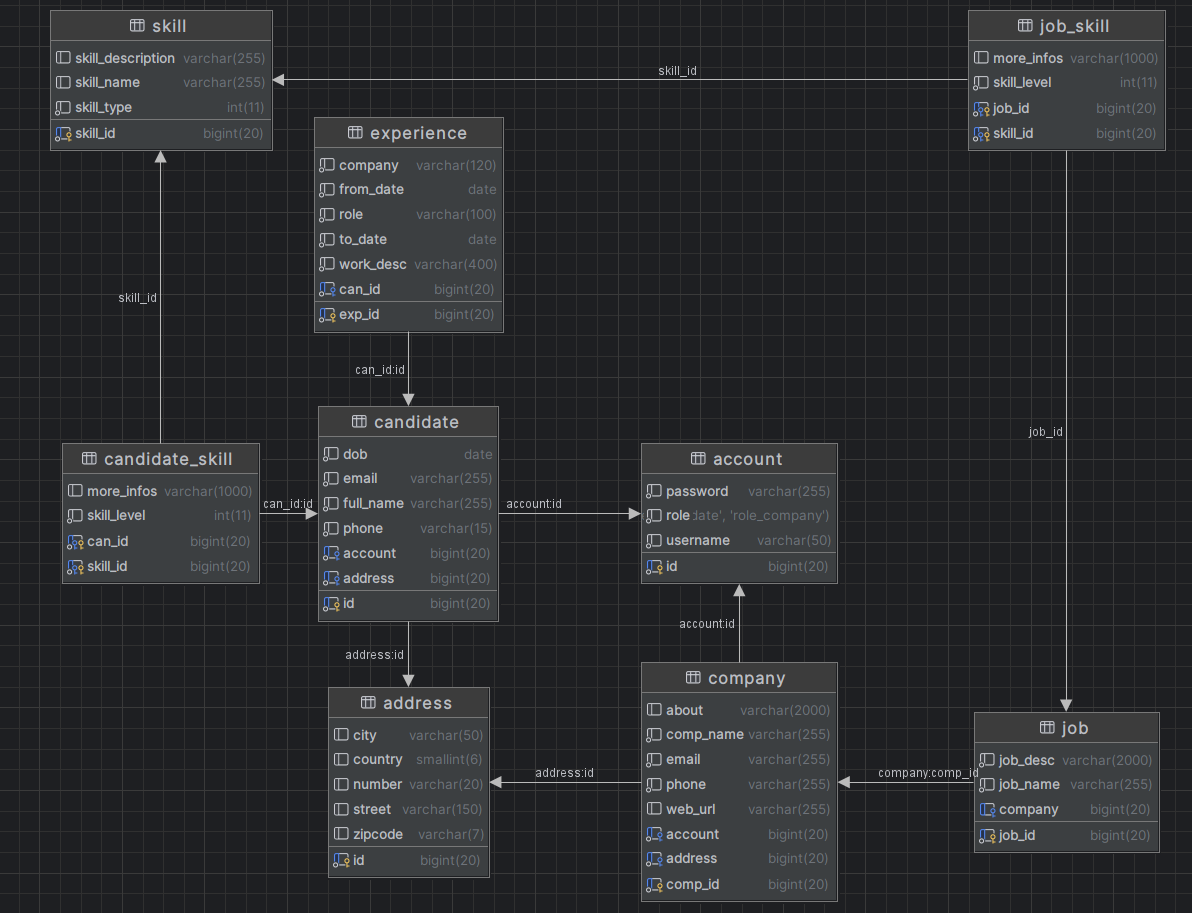 skill
skill_description varchar(255)
skill_name varchar(255)
skill_type int(11)
skill_id bigint(20)
job_skill
more_infos varchar(1000)
skill_level int(11)
job_id bigint(20)
skill_id bigint(20)
skill_id
experience
company varchar(120)
from_date date
role varchar(100)
to_date date
work_desc varchar(400)
can_id bigint(20)
exp_id bigint(20)
skill_id
can_id:id
job_id
candidate
dob date
email varchar(255)
full_name varchar(255)
phone varchar(15)
account bigint(20)
address bigint(20)
id bigint(20)
candidate_skill
more_infos varchar(1000)
skill_level int(11)
can_id bigint(20)
skill_id bigint(20)
can_id:id
account:id
account
password varchar(255)
role date', 'role_company')
username varchar(50)
id bigint(20)
account:id
address:id
address
city varchar(50)
country smallint(6)
number varchar(20)
street varchar(150)
zipcode varchar(7)
id bigint(20)
address:id
company
about varchar(2000)
comp_name varchar(255)
email varchar(255)
phone varchar(255)
web_url varchar(255)
account bigint(20)
address bigint(20)
comp_id bigint(20)
company:comp_id
job
job_desc varchar(2000)
job_name varchar(255)
company bigint(20)
job_id bigint(20)